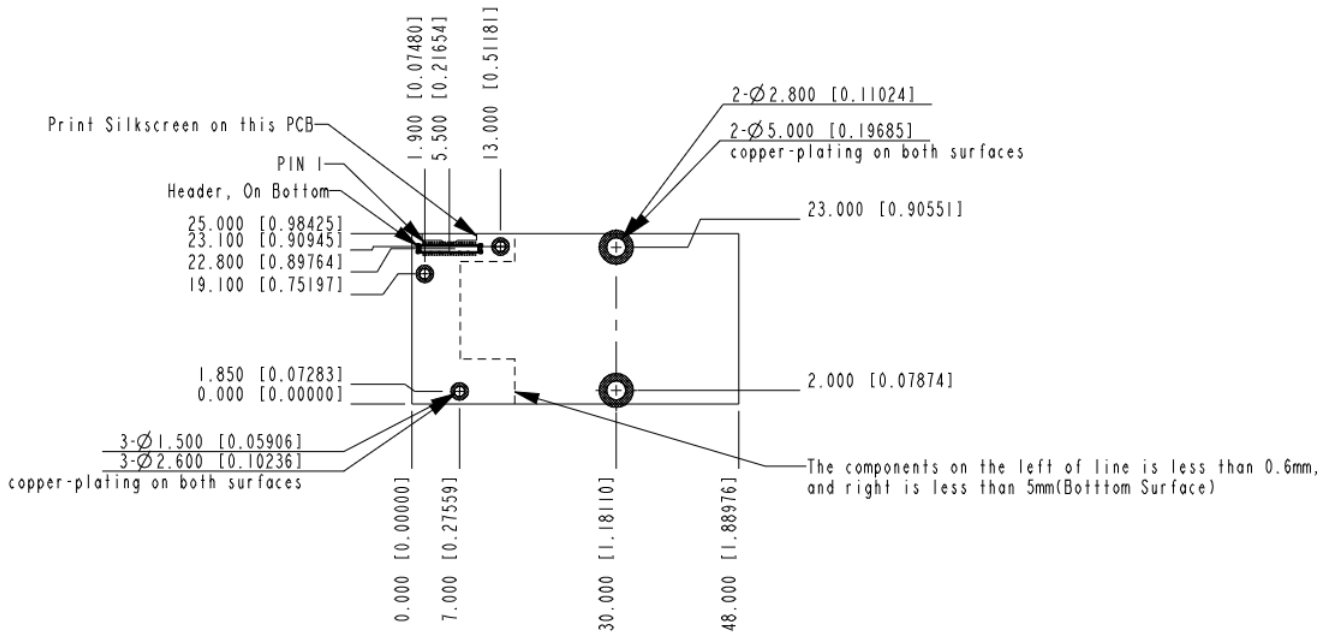 1.900 [0.07480]
5.500 [0.21654]
13.000 [0.51181]
2-Ø2.800 [0.11024]
2-Ø5.000 [0.19685]
copper-plating on both surfaces
Print Silkscreen on this PCB
PIN 1
Header, On Bottom
25.000 [0.98425]
23.100 [0.90945]
22.800 [0.89764]
19.100 [0.75197]
23.000 [0.90551]
1.850 [0.07283]
0.000 [0.00000]
2.000 [0.07874]
3-Ø1.500 [0.05906]
3-Ø2.600 [0.10236]
copper-plating on both surfaces
The components on the left of line is less than 0.6mm,
and right is less than 5mm(Botttom Surface)
0.000 [0.00000]
7.000 [0.27559]
30.000 [1.18110]
48.000 [1.88976]